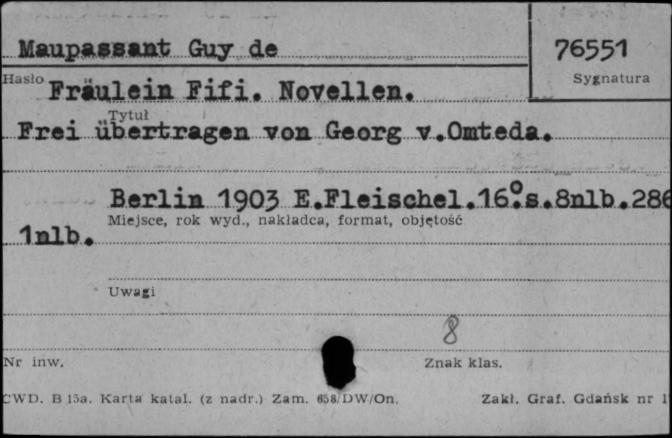 Maupassant Guy de
76551
Hasło
Sygnatura
Fräulein Fifi. Novellen.
Tytuł
Frei übertragen von Georg v.Omteda.
Berlin 1903 E.Fleischel.16°.s.8nlb.286
Miejsce, rok wyd., nakładca, format, objętość
1nlb.
Uwagi
8
Nr inw.
Znak klas.
CWD. B 15a. Karta katal. (z nadr.) Zam. 658/DW/On.
Zakł. Graf. Gdańsk nr 1